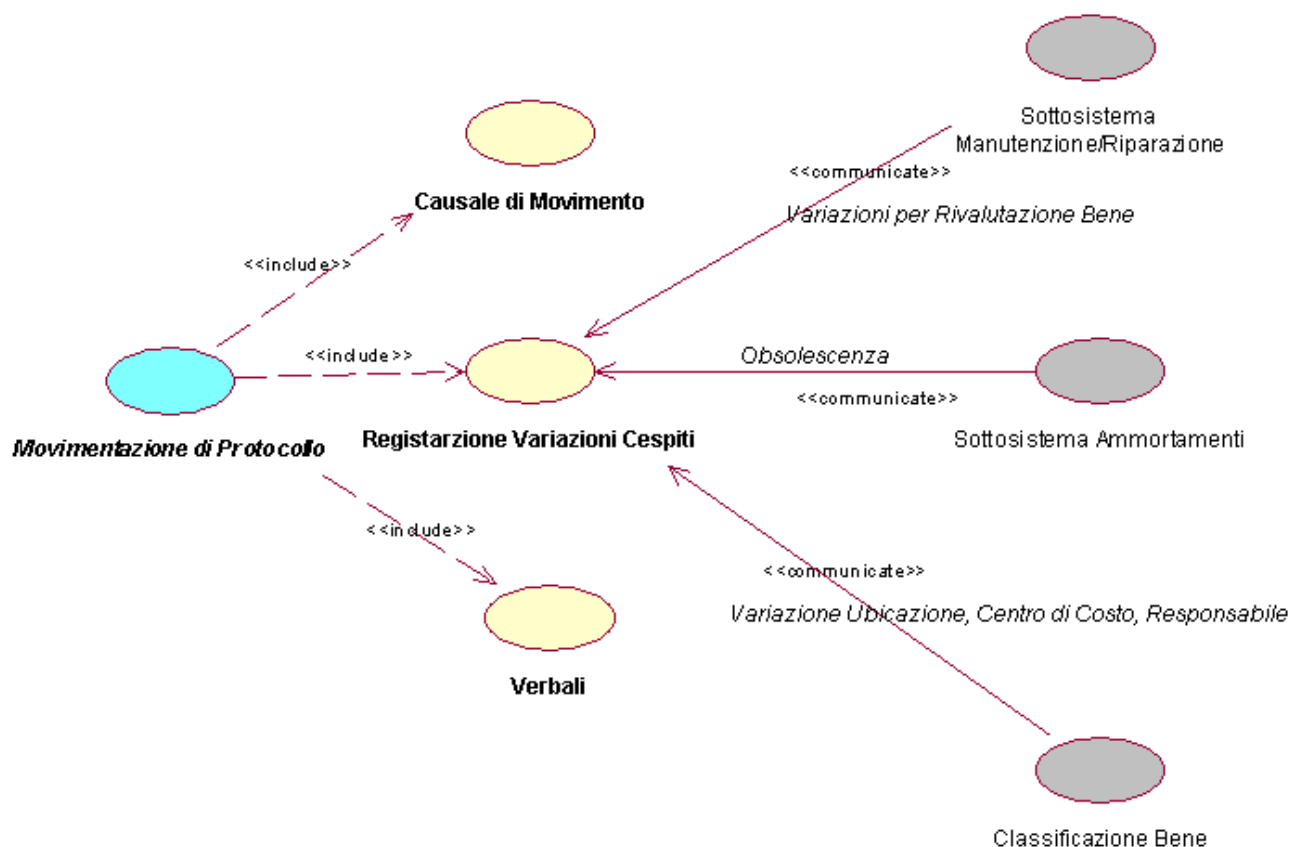 Sottosistema
Manutenzione/Riparazione
<<communicate>>
Causale di Movimento
Variazioni per Rivalutazione Bene
<<include>>
<<include>>
Obsolescenza
<<communicate>>
Movimentazione di Protocollo
Registarzione Variazioni Cespiti
Sottosistema Ammortamenti
<<include>>
<<communicate>>
Variazione Ubicazione, Centro di Costo, Responsabile
Verbali
Classificazione Bene